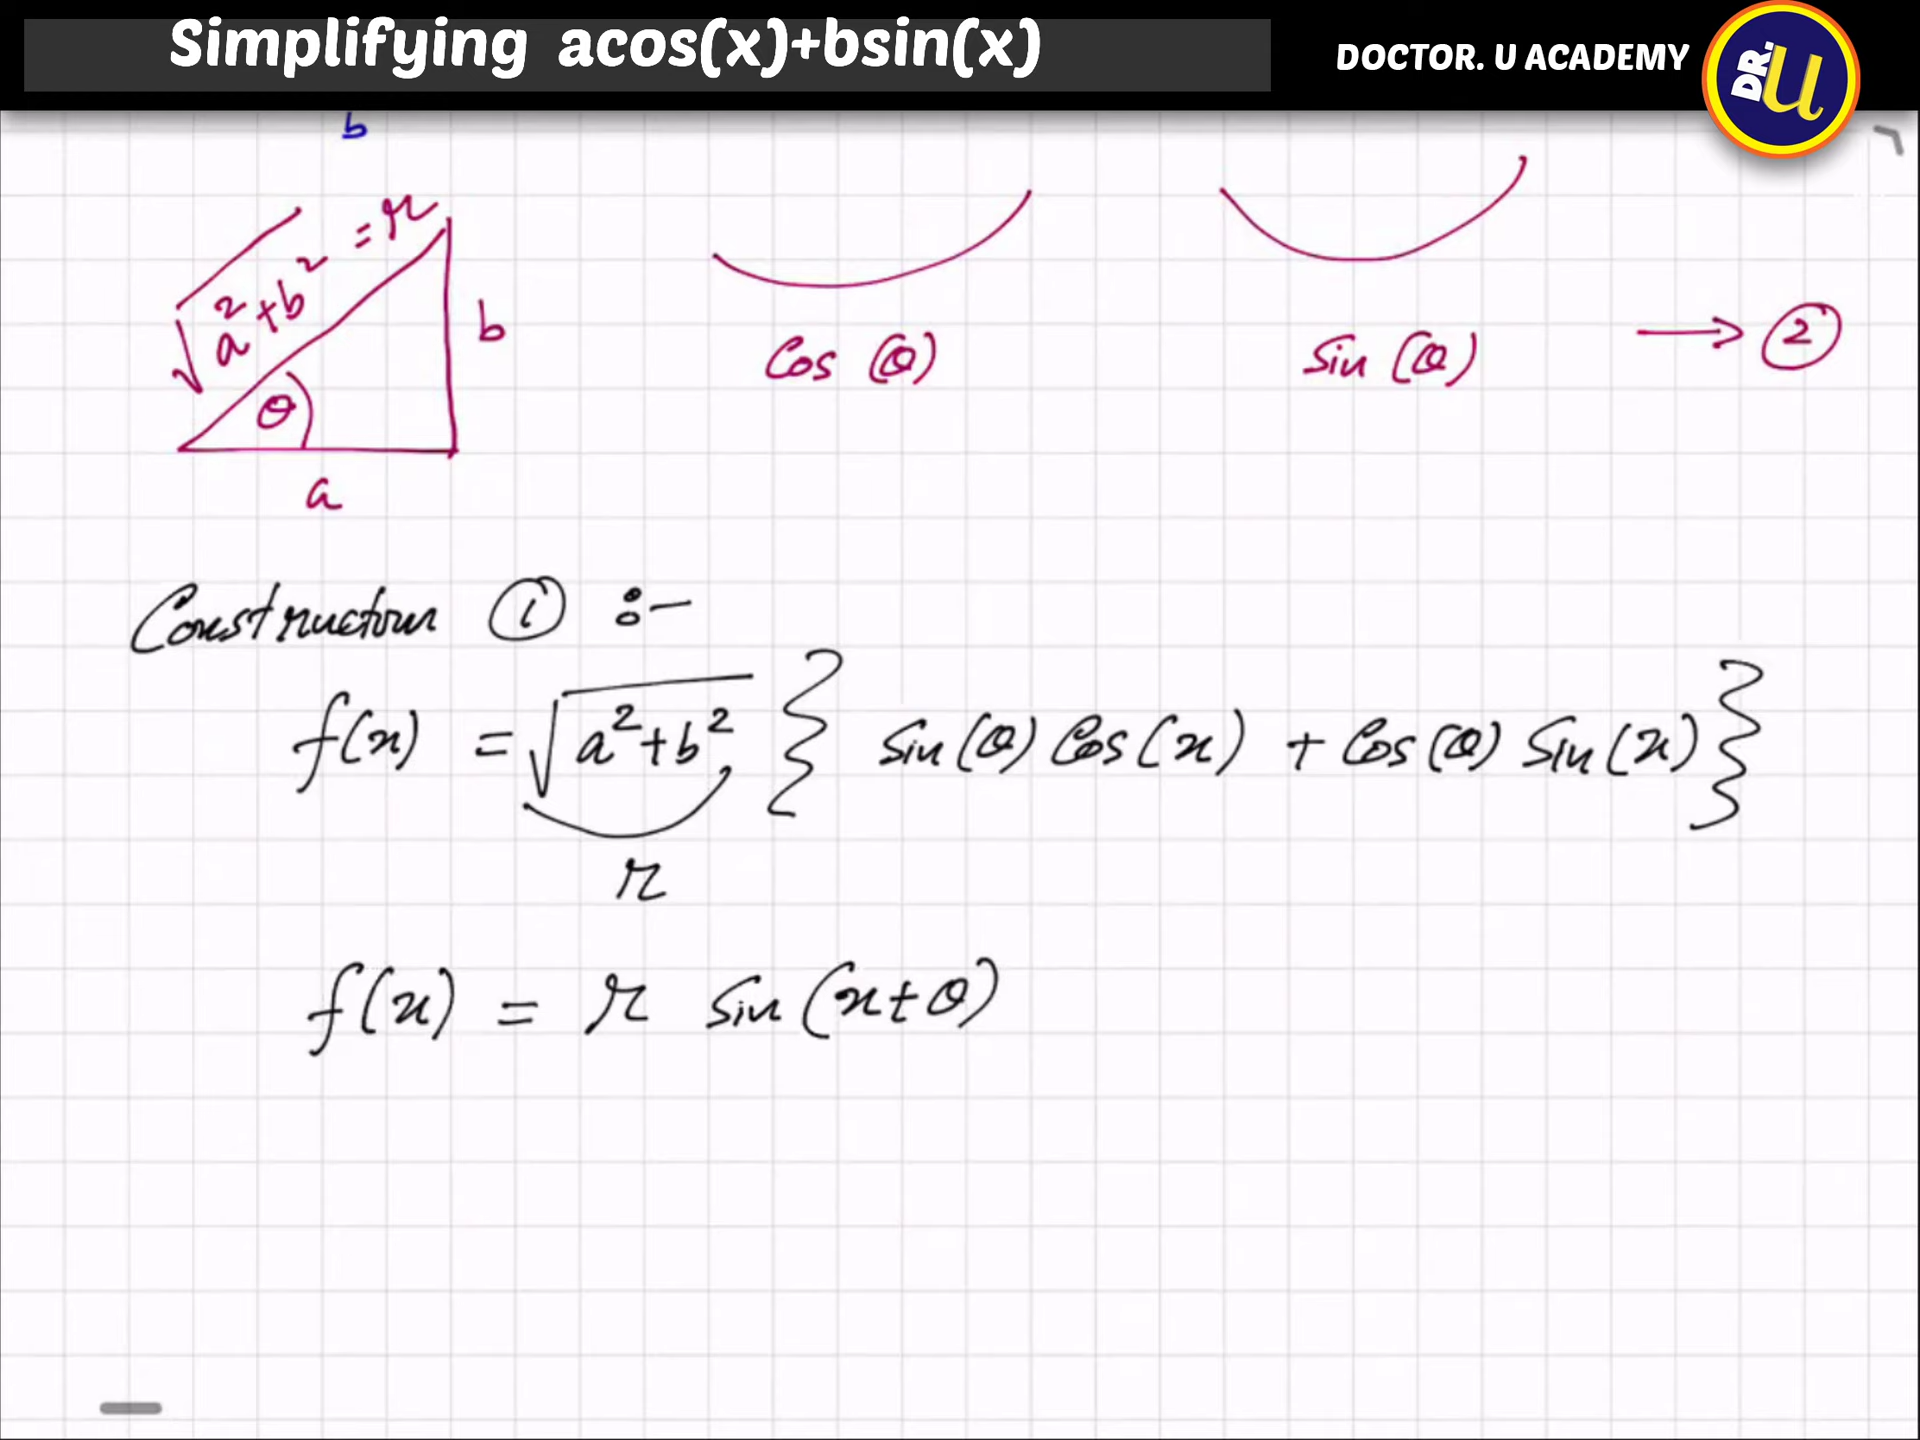 Simplifying acos(x)+bsin(x)
DOCTOR. U ACADEMY
DR. U
b
√a²+b² = r
b
θ
a
Cos (θ)
Sin (θ)
→ ②
Construction ① :-
f(x) = √a²+b² { Sin(θ) Cos(x) + Cos(θ) Sin(x) }
r
f(x) = r Sin(x+θ)